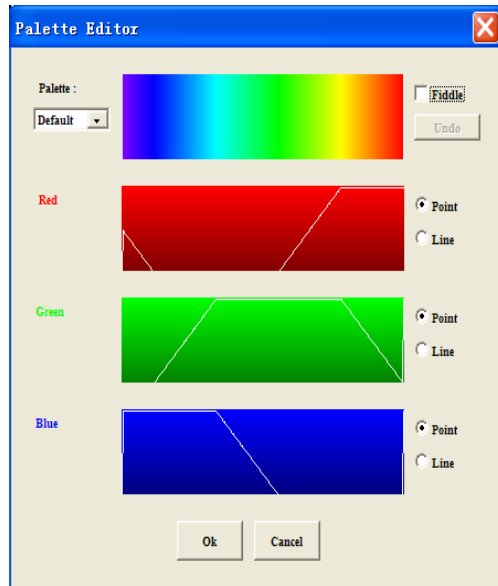 Palette Editor
Palette :
Default
Fiddle
Undo
Red
Point
Line
Green
Point
Line
Blue
Point
Line
Ok
Cancel